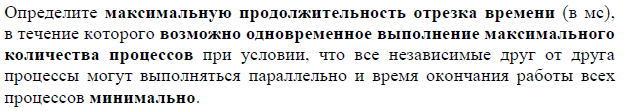 Определите максимальную продолжительность отрезка времени (в мс),
в течение которого возможно одновременное выполнение максимального
количества процессов при условии, что все независимые друг от друга
процессы могут выполняться параллельно и время окончания работы всех
процессов минимально.